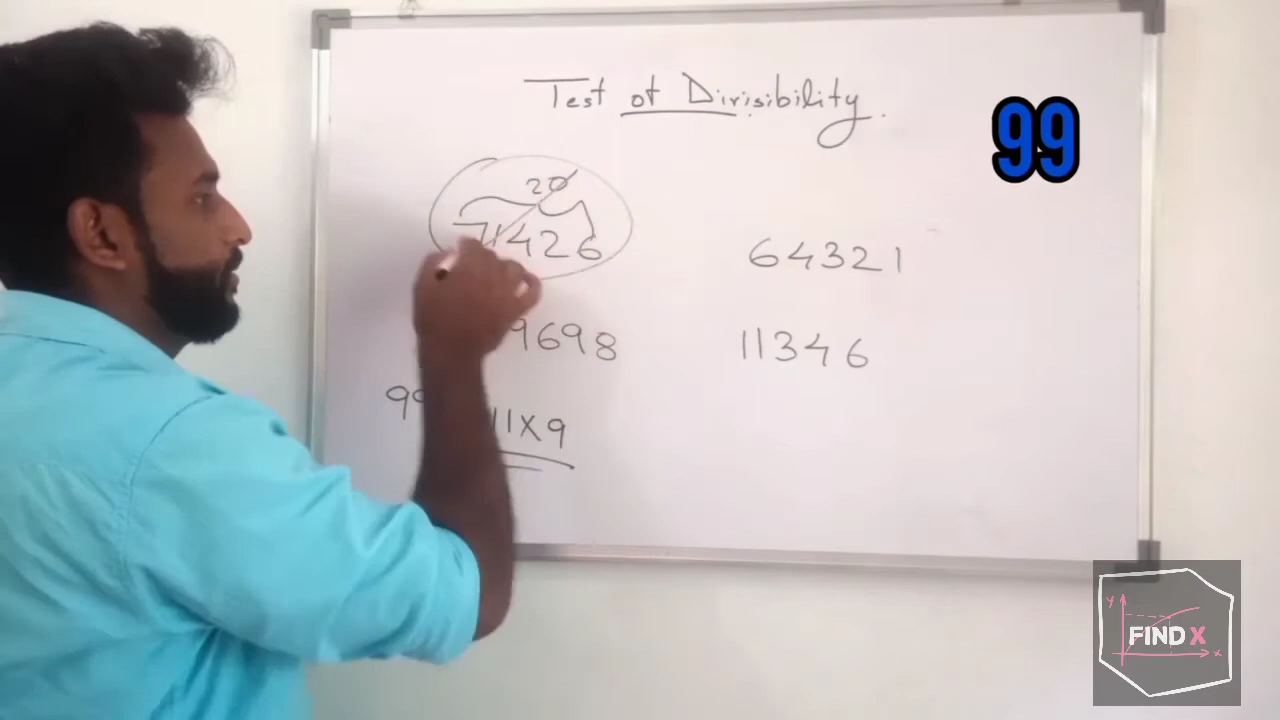 Test of Divisibility.
99
20
71426
64321
9698
11346
99
11x9
Y
FIND X
X